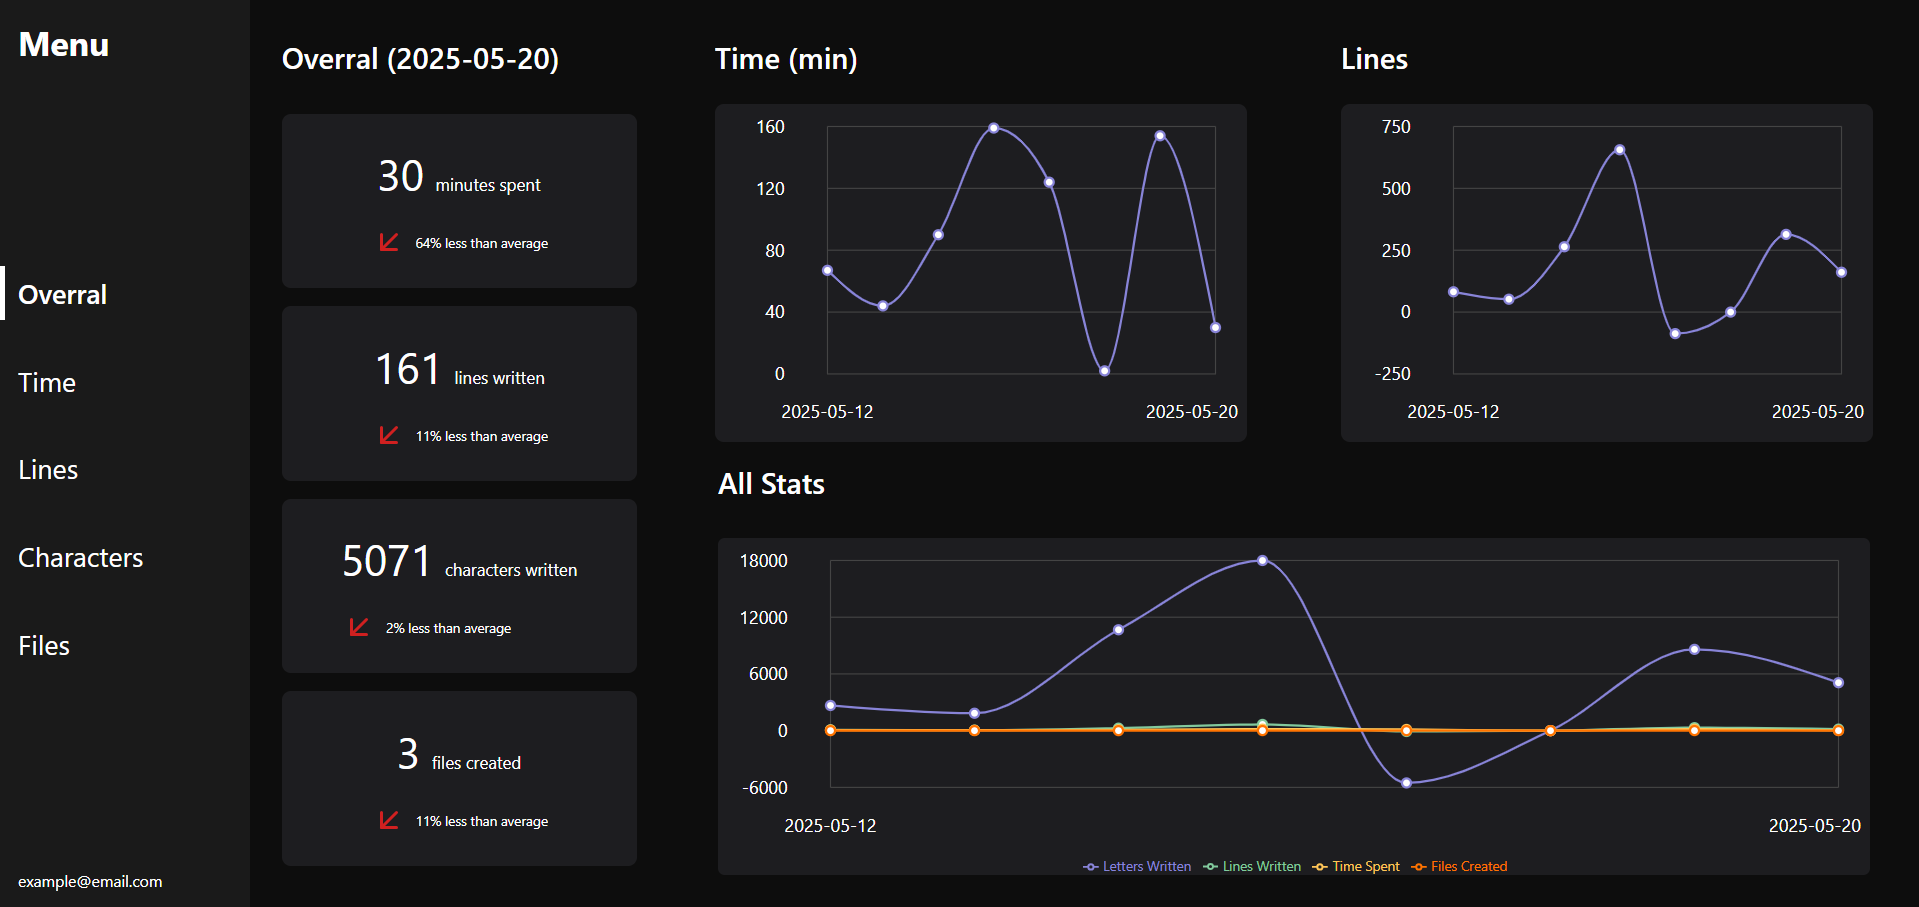 Menu
Overral
Time
Lines
Characters
Files
example@email.com
Overral (2025-05-20)
30 minutes spent
64% less than average
161 lines written
11% less than average
5071 characters written
2% less than average
3 files created
11% less than average
Time (min)
160
120
80
40
0
2025-05-12 2025-05-20
Lines
750
500
250
0
-250
2025-05-12 2025-05-20
All Stats
18000
12000
6000
0
-6000
2025-05-12 2025-05-20
Letters Written Lines Written Time Spent Files Created